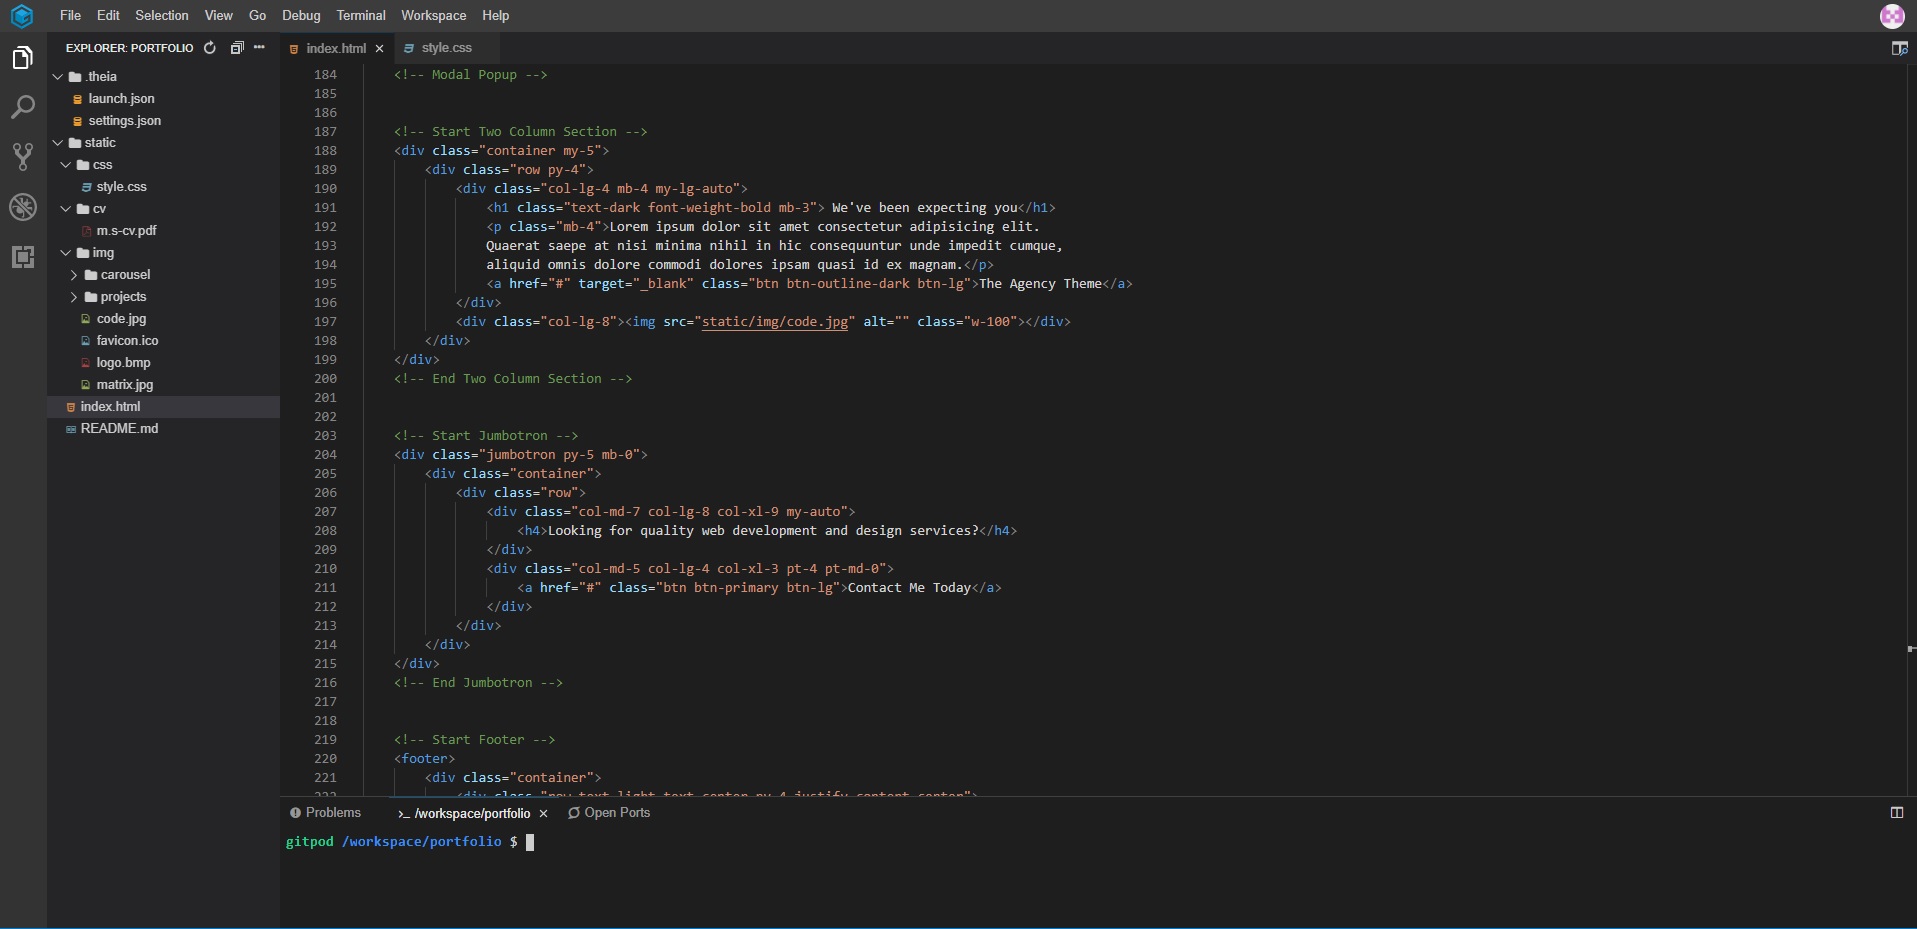 File Edit Selection View Go Debug Terminal Workspace Help
EXPLORER: PORTFOLIO
.theia
launch.json
settings.json
static
css
style.css
cv
m.s-cv.pdf
img
carousel
projects
code.jpg
favicon.ico
logo.bmp
matrix.jpg
index.html
README.md
index.html style.css
184 <!-- Modal Popup -->
185
186
187 <!-- Start Two Column Section -->
188 <div class="container my-5">
189 <div class="row py-4">
190 <div class="col-lg-4 mb-4 my-lg-auto">
191 <h1 class="text-dark font-weight-bold mb-3"> We've been expecting you</h1>
192 <p class="mb-4">Lorem ipsum dolor sit amet consectetur adipisicing elit.
193 Quaerat saepe at nisi minima nihil in hic consequuntur unde impedit cumque,
194 aliquid omnis dolore commodi dolores ipsam quasi id ex magnam.</p>
195 <a href="#" target="_blank" class="btn btn-outline-dark btn-lg">The Agency Theme</a>
196 </div>
197 <div class="col-lg-8"><img src="static/img/code.jpg" alt="" class="w-100"></div>
198 </div>
199 </div>
200 <!-- End Two Column Section -->
201
202
203 <!-- Start Jumbotron -->
204 <div class="jumbotron py-5 mb-0">
205 <div class="container">
206 <div class="row">
207 <div class="col-md-7 col-lg-8 col-xl-9 my-auto">
208 <h4>Looking for quality web development and design services?</h4>
209 </div>
210 <div class="col-md-5 col-lg-4 col-xl-3 pt-4 pt-md-0">
211 <a href="#" class="btn btn-primary btn-lg">Contact Me Today</a>
212 </div>
213 </div>
214 </div>
215 </div>
216 <!-- End Jumbotron -->
217
218
219 <!-- Start Footer -->
220 <footer>
221 <div class="container">
222 <div class="row text-light text-center py-4 justify-content-center">
Problems >_ /workspace/portfolio Open Ports
gitpod /workspace/portfolio $